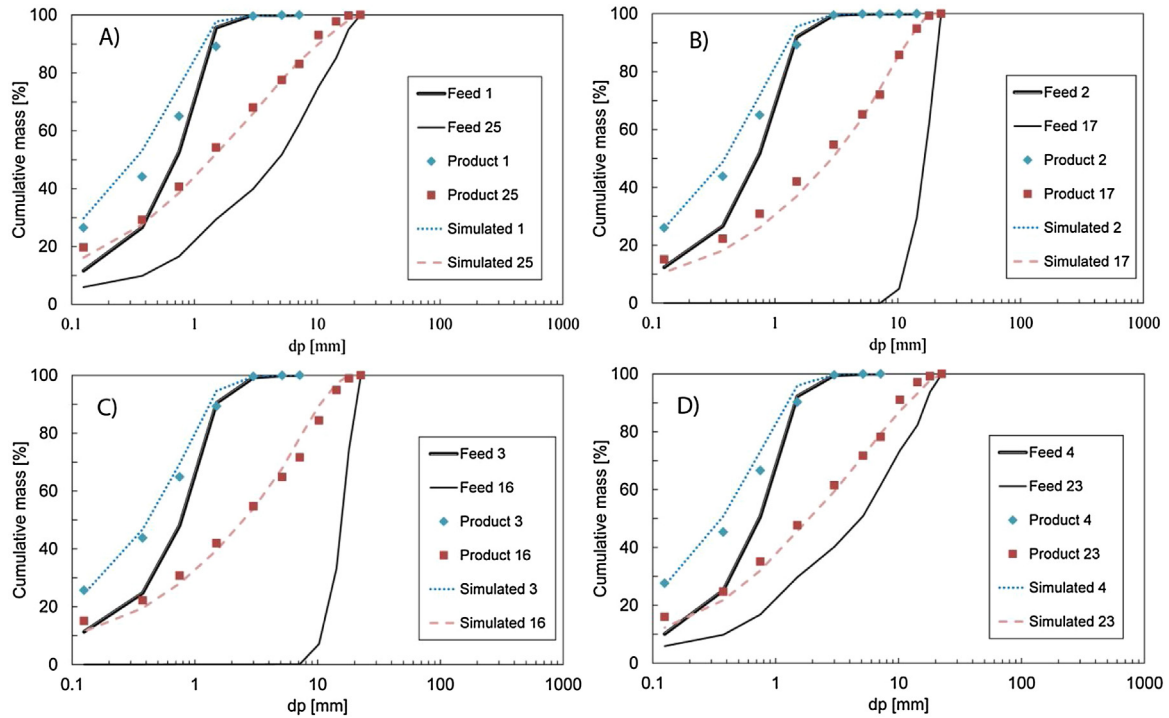 A)
Cumulative mass [%]
100
80
60
40
20
0
0.1 1 10 100 1000
dp [mm]
Feed 1
Feed 25
Product 1
Product 25
Simulated 1
Simulated 25
B)
Cumulative mass [%]
100
80
60
40
20
0
0.1 1 10 100 1000
dp [mm]
Feed 2
Feed 17
Product 2
Product 17
Simulated 2
Simulated 17
C)
Cumulative mass [%]
100
80
60
40
20
0
0.1 1 10 100 1000
dp [mm]
Feed 3
Feed 16
Product 3
Product 16
Simulated 3
Simulated 16
D)
Cumulative mass [%]
100
80
60
40
20
0
0.1 1 10 100 1000
dp [mm]
Feed 4
Feed 23
Product 4
Product 23
Simulated 4
Simulated 23